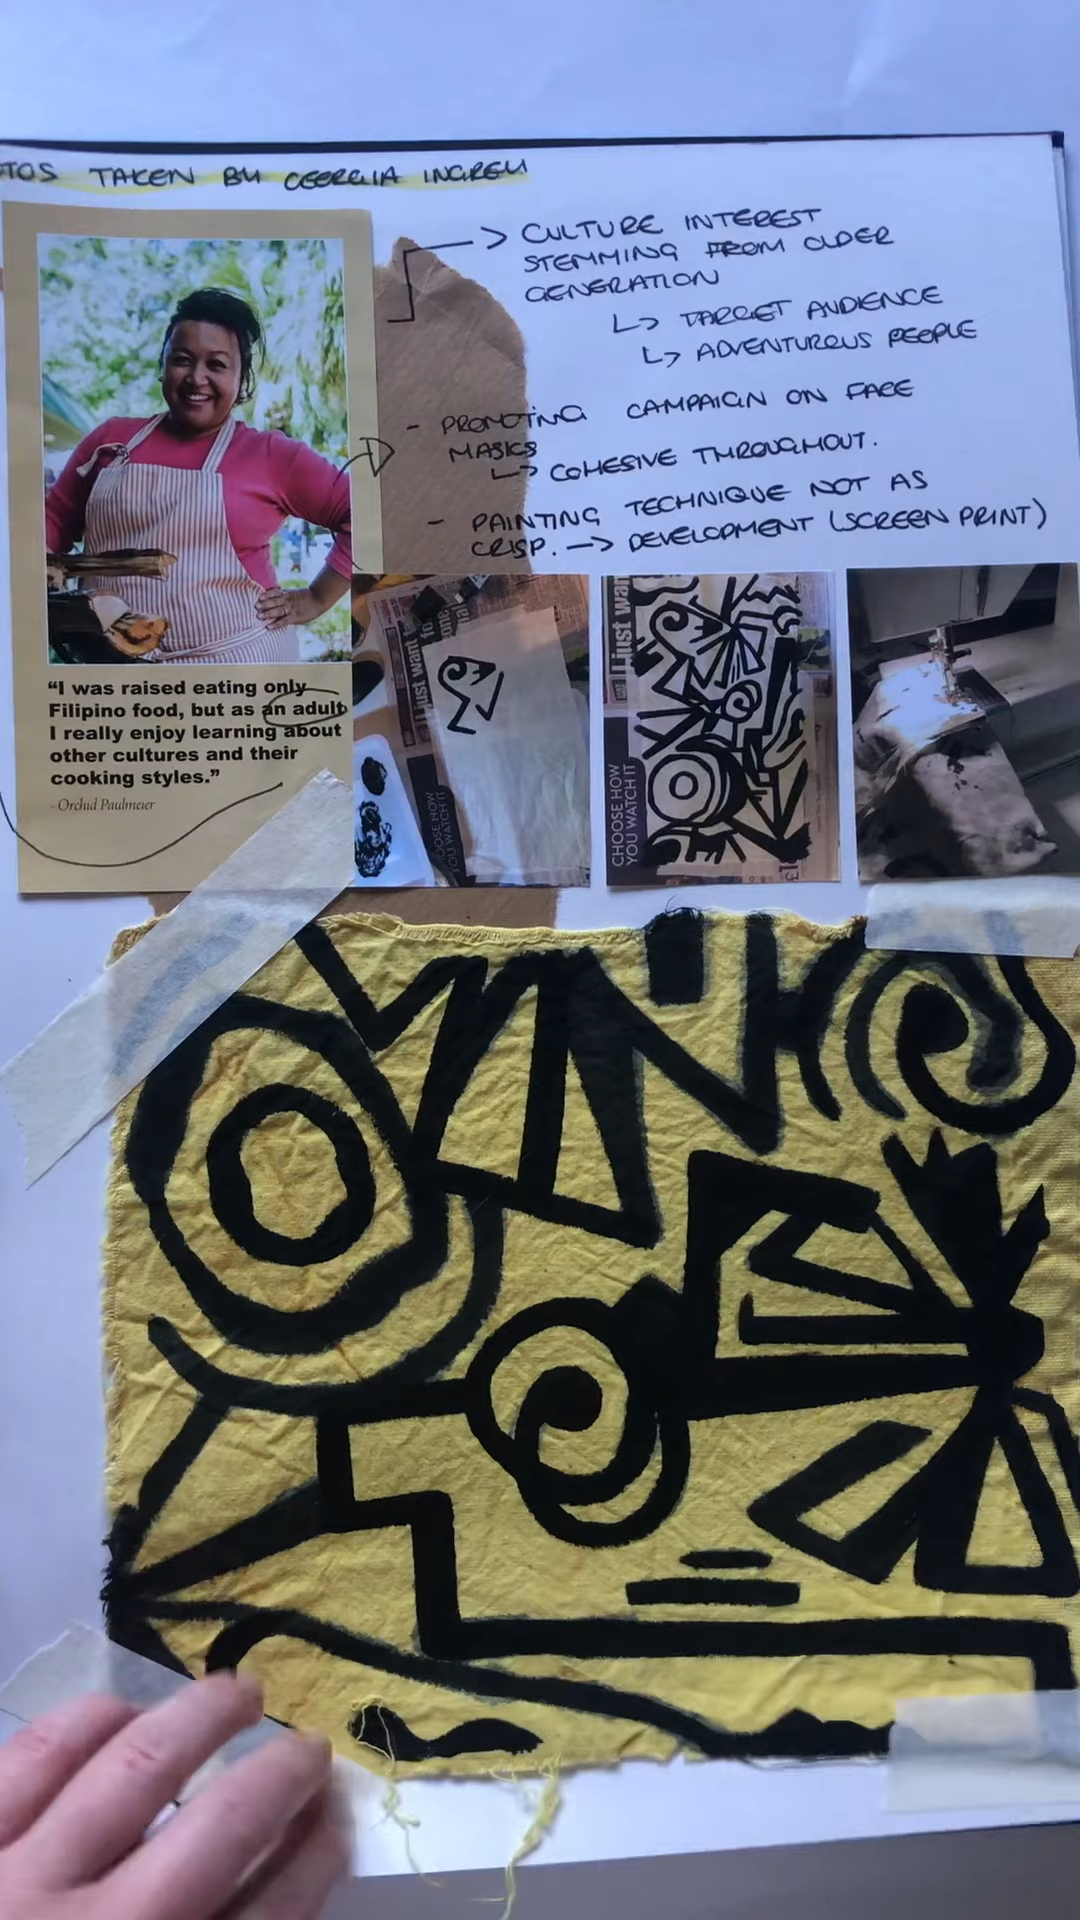 TOS TAKEN BY GEORGIA
CULTURE INTEREST
STEMMING FROM OLDER
GENERATION
TARGET AUDIENCE
ADVENTUROUS PEOPLE
- PROMOTING CAMPAIGN ON FACE
MASKS
COHESIVE THROUGHOUT.
- PAINTING TECHNIQUE NOT AS
CRISP. → DEVELOPMENT (SCREEN PRINT)
“I was raised eating only
Filipino food, but as an adult
I really enjoy learning about
other cultures and their
cooking styles.”
- Orchid Paulmeier
I just want
CHOOSE HOW
YOU WATCH IT
I just wa
CHOOSE HOW
YOU WATCH IT